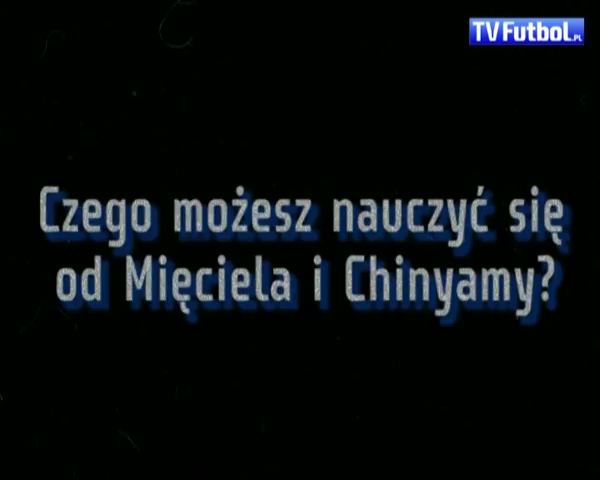 TVFutbol.PL
Czego możesz nauczyć się
od Mięciela i Chinyamy?